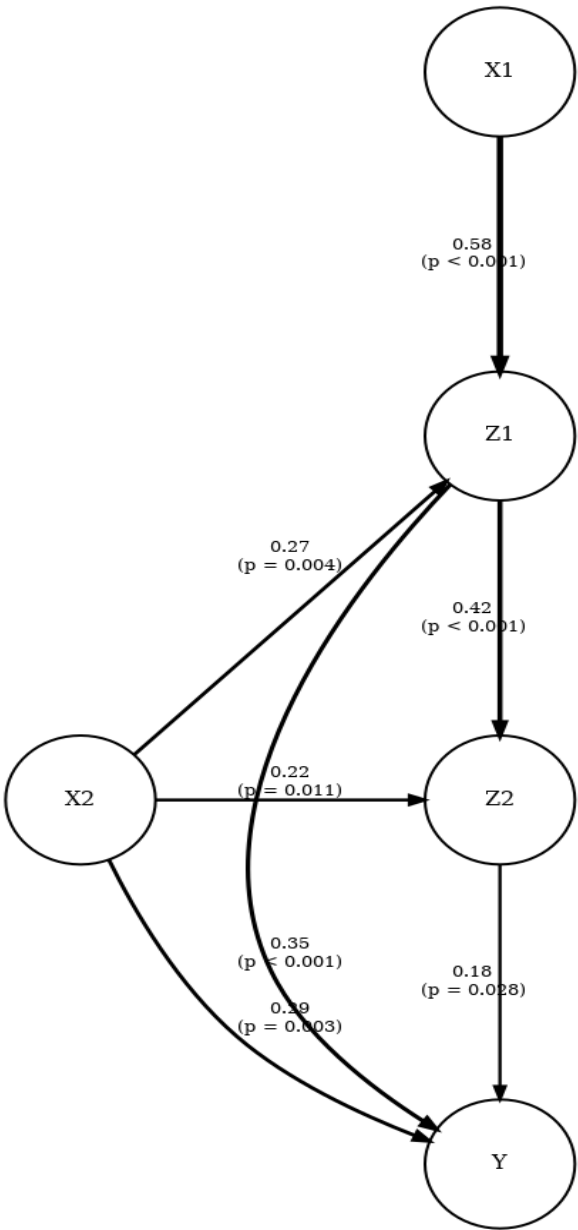 X1
0.58
(p < 0.001)
Z1
0.27
(p = 0.004)
0.42
(p < 0.001)
X2
0.22
(p = 0.011)
Z2
0.35
(p < 0.001)
0.18
(p = 0.028)
0.29
(p = 0.003)
Y